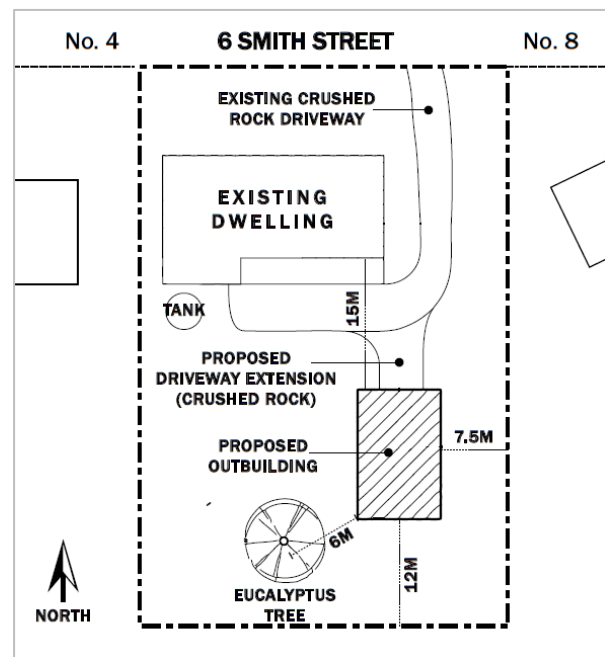 No. 4
6 SMITH STREET
No. 8
EXISTING CRUSHED
ROCK DRIVEWAY
EXISTING
DWELLING
TANK
15M
PROPOSED
DRIVEWAY EXTENSION
(CRUSHED ROCK)
7.5M
PROPOSED
OUTBUILDING
6M
12M
EUCALYPTUS
TREE
NORTH